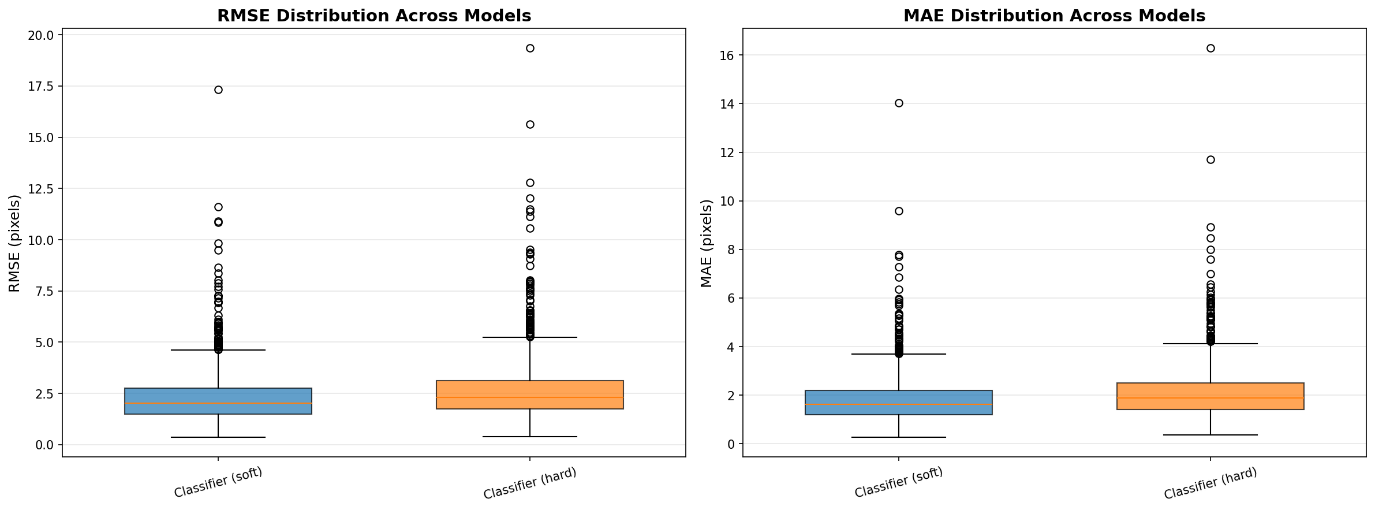 RMSE Distribution Across Models
20.0
17.5
15.0
12.5
10.0
7.5
5.0
2.5
0.0
RMSE (pixels)
Classifier (soft)
Classifier (hard)
MAE Distribution Across Models
16
14
12
10
8
6
4
2
0
MAE (pixels)
Classifier (soft)
Classifier (hard)